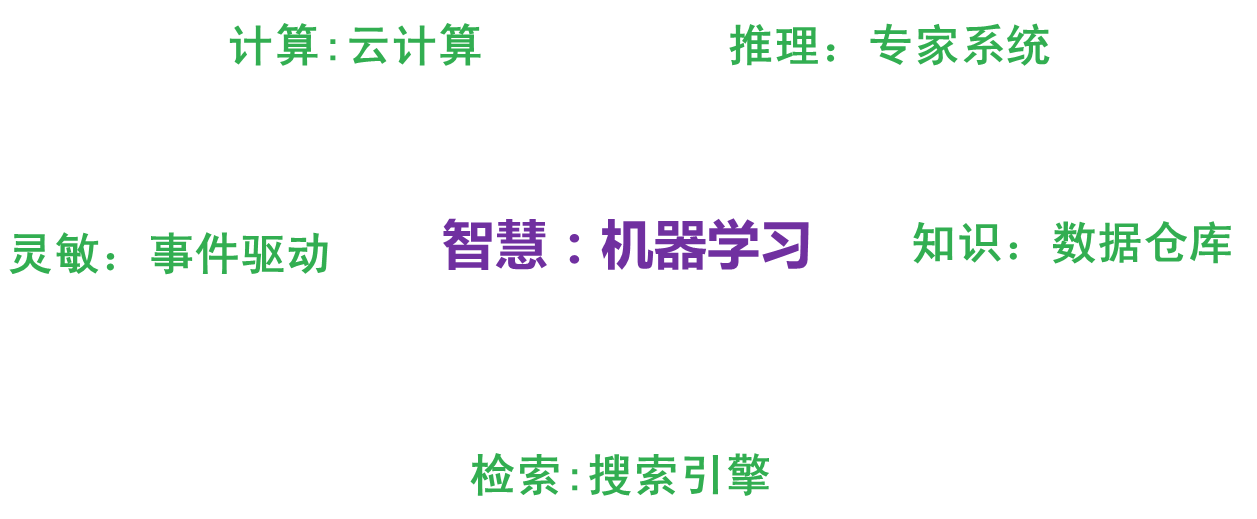 计算:云计算
推理：专家系统
灵敏：事件驱动
智慧：机器学习
知识：数据仓库
检索:搜索引擎